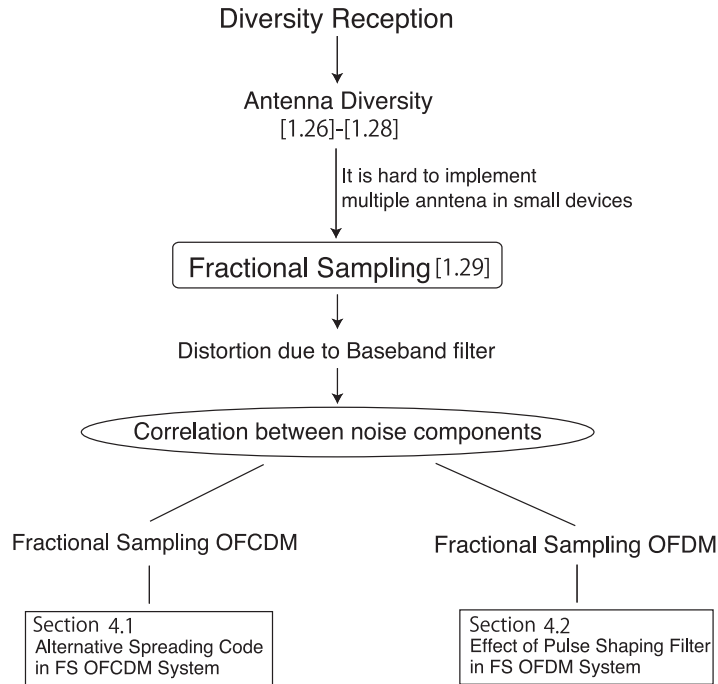 Diversity Reception
Antenna Diversity
[1.26]-[1.28]
It is hard to implement
multiple anntena in small devices
Fractional Sampling [1.29]
Distortion due to Baseband filter
Correlation between noise components
Fractional Sampling OFCDM
Fractional Sampling OFDM
Section 4.1
Alternative Spreading Code
in FS OFCDM System
Section 4.2
Effect of Pulse Shaping Filter
in FS OFDM System